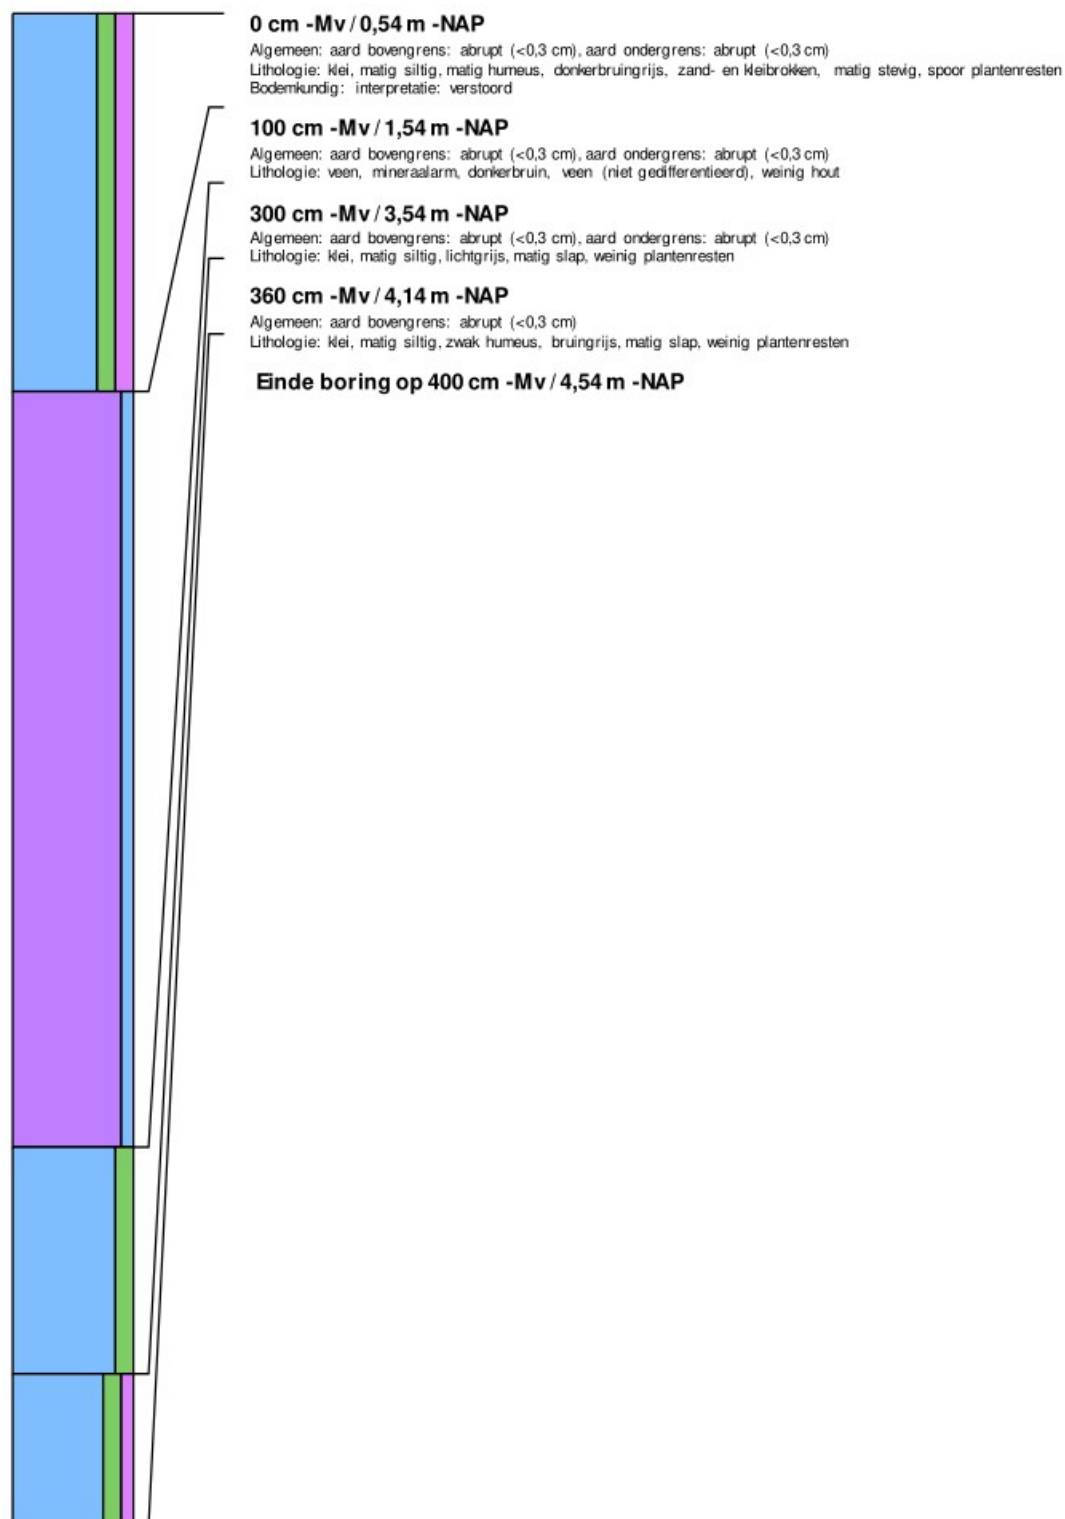 0 cm -Mv / 0,54 m -NAP
Algemeen: aard bovengrens: abrupt (<0,3 cm), aard ondergrens: abrupt (<0,3 cm)
Lithologie: klei, matig siltig, matig humeus, donkerbruingrijs, zand- en kleibrokken, matig stevig, spoor plantenresten
Bodemkundig: interpretatie: verstoord
100 cm -Mv / 1,54 m -NAP
Algemeen: aard bovengrens: abrupt (<0,3 cm), aard ondergrens: abrupt (<0,3 cm)
Lithologie: veen, mineraalarm, donkerbruin, veen (niet gedifferentieerd), weinig hout
300 cm -Mv / 3,54 m -NAP
Algemeen: aard bovengrens: abrupt (<0,3 cm), aard ondergrens: abrupt (<0,3 cm)
Lithologie: klei, matig siltig, lichtgrijs, matig slap, weinig plantenresten
360 cm -Mv / 4,14 m -NAP
Algemeen: aard bovengrens: abrupt (<0,3 cm)
Lithologie: klei, matig siltig, zwak humeus, bruingrijs, matig slap, weinig plantenresten
Einde boring op 400 cm -Mv / 4,54 m -NAP